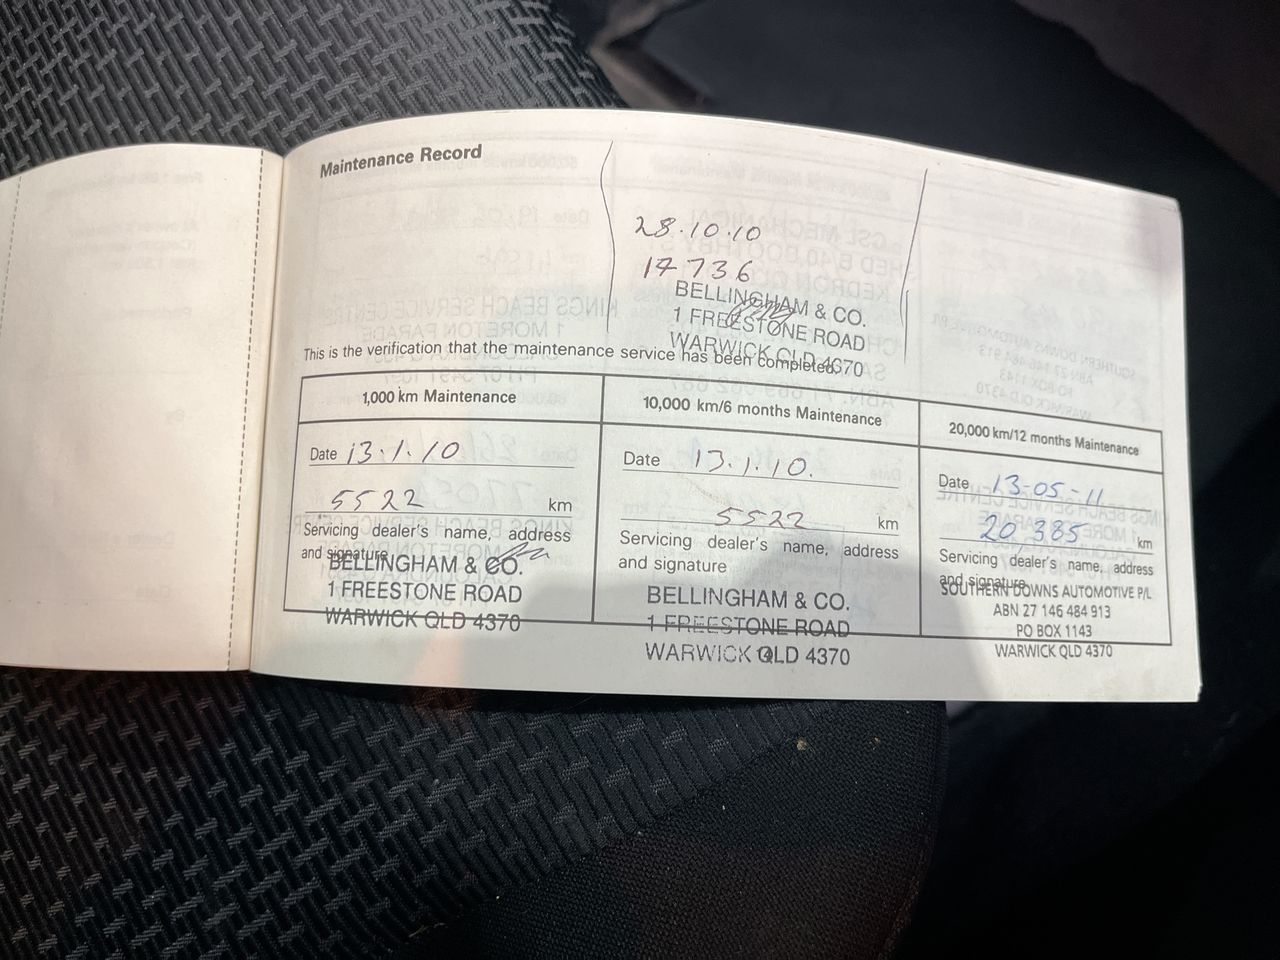 Maintenance Record
28.10.10
14736
BELLINGHAM & CO.
1 FREESTONE ROAD
WARWICK QLD 4370
This is the verification that the maintenance service has been completed.
1,000 km Maintenance
Date 13.1.10
5522 km
Servicing dealer's name, address
and signature
BELLINGHAM & CO.
1 FREESTONE ROAD
WARWICK QLD 4370
10,000 km/6 months Maintenance
Date 13.1.10.
5522 km
Servicing dealer's name, address
and signature
BELLINGHAM & CO.
1 FREESTONE ROAD
WARWICK QLD 4370
20,000 km/12 months Maintenance
Date 13-05-11
20,385 km
Servicing dealer's name, address
and signature
SOUTHERN DOWNS AUTOMOTIVE P/L
ABN 27 146 484 913
PO BOX 1143
WARWICK QLD 4370